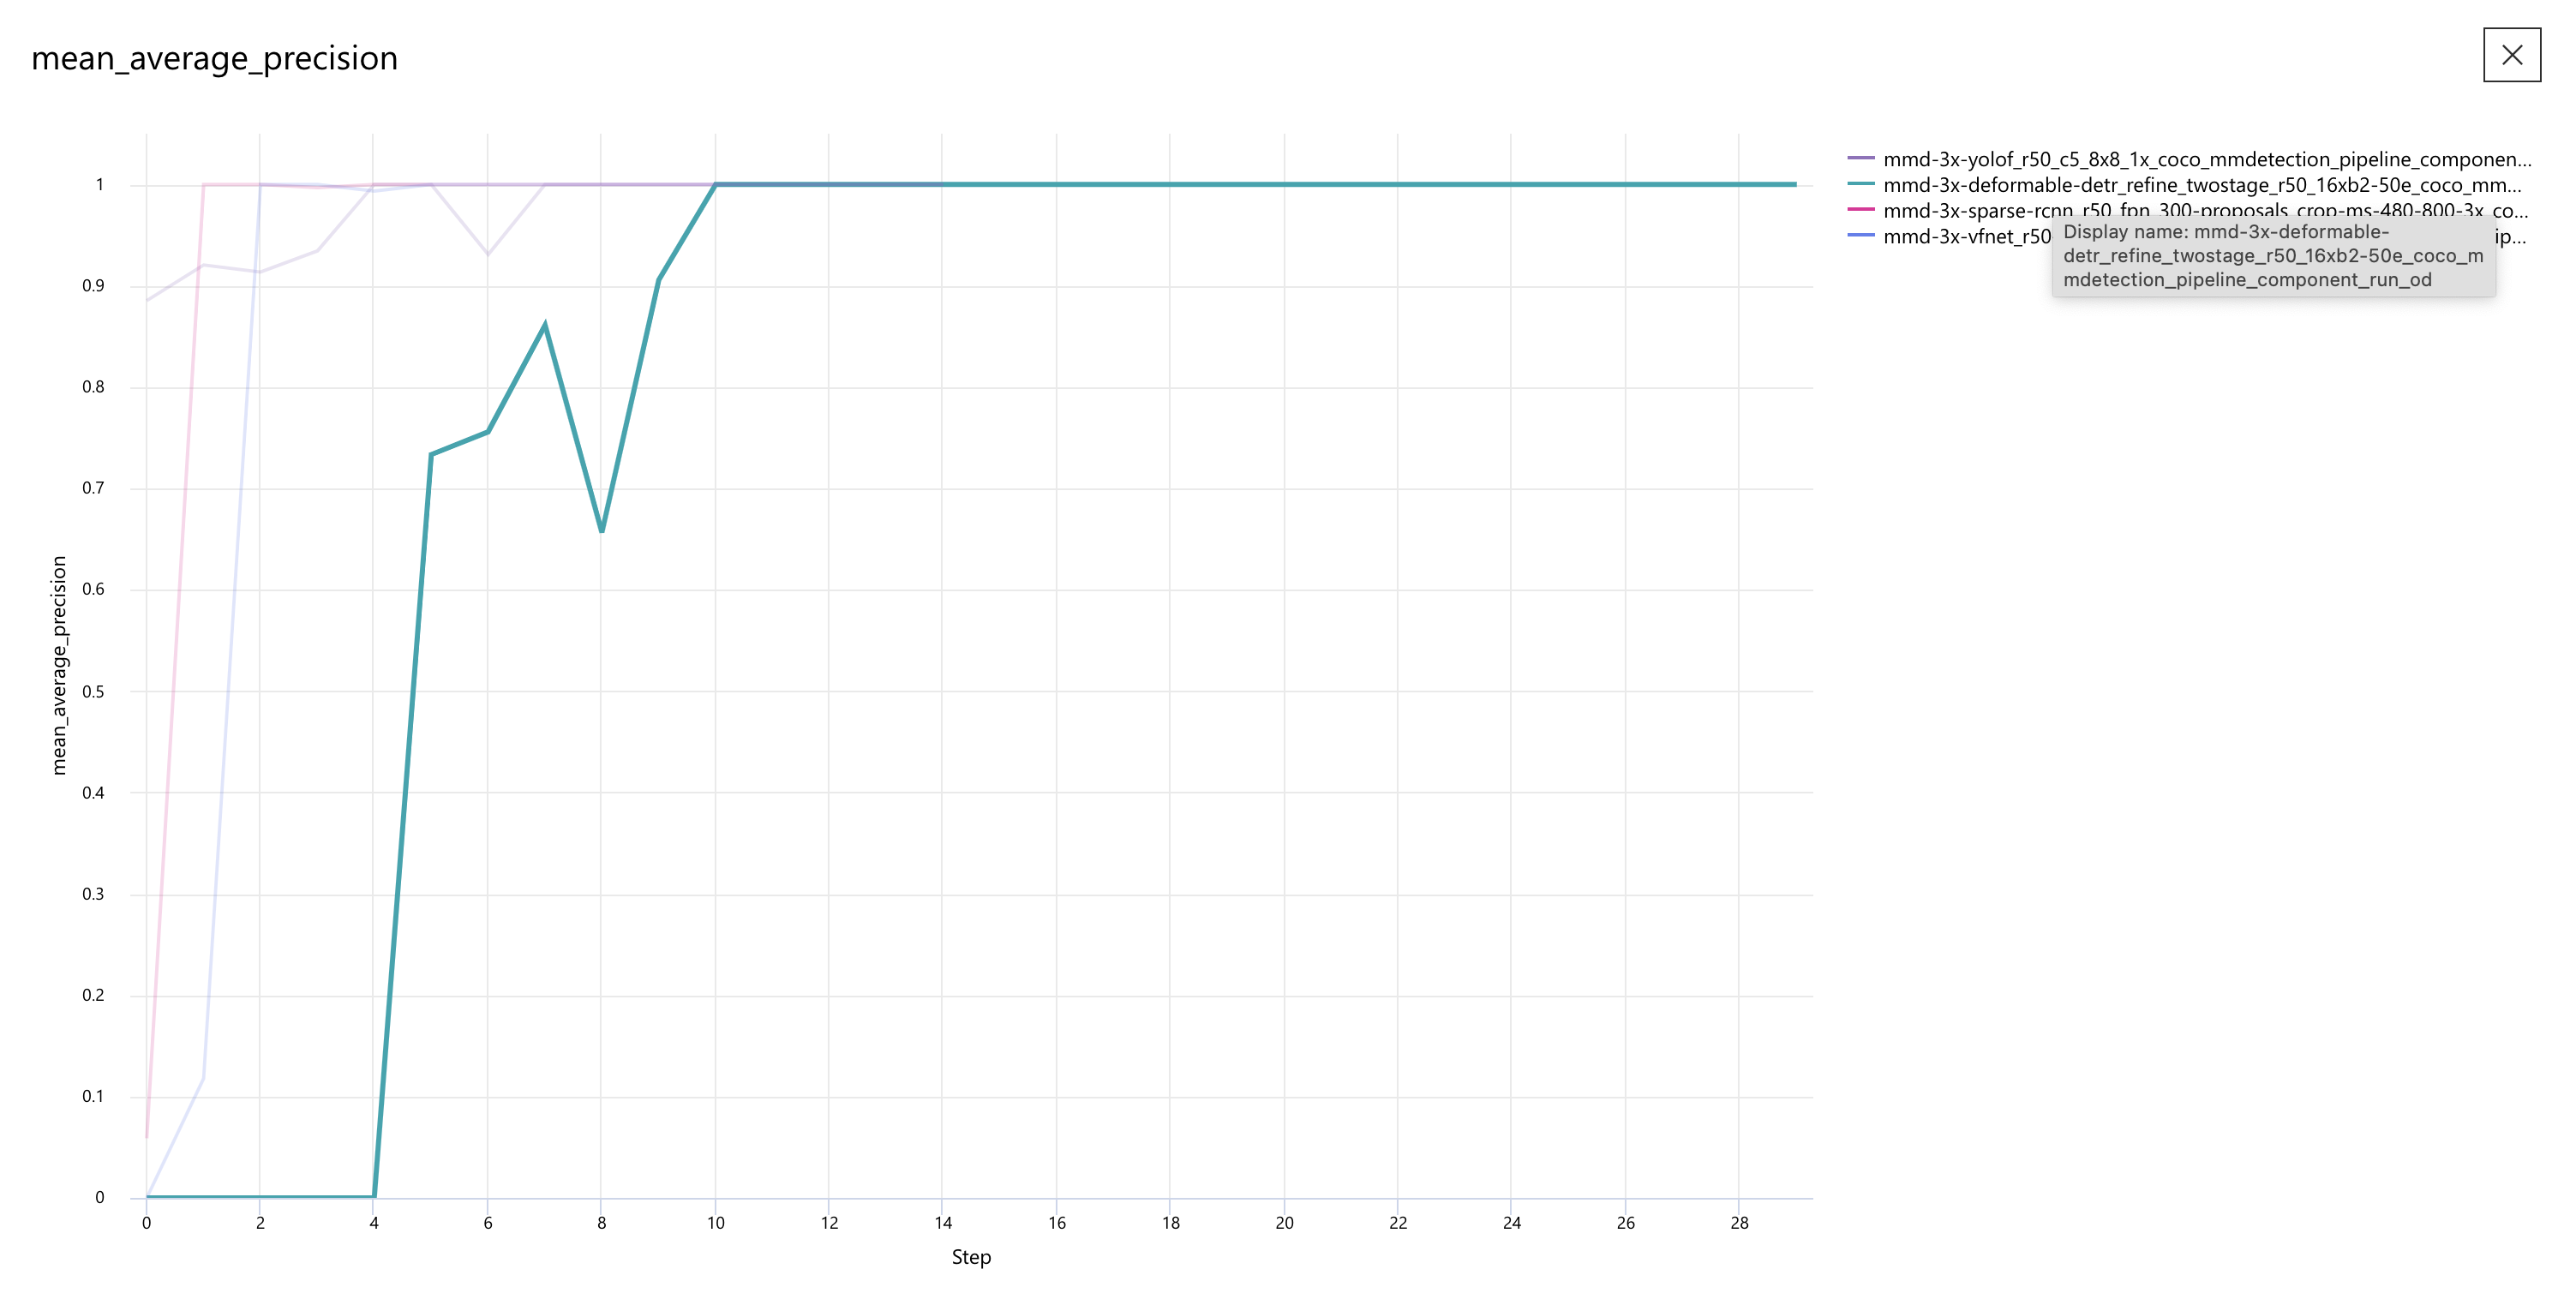 mean_average_precision
mmd-3x-yolof_r50_c5_8x8_1x_coco_mmdetection_pipeline_componen...
mmd-3x-deformable-detr_refine_twostage_r50_16xb2-50e_coco_mm...
mmd-3x-sparse-rcnn_r50_fpn_300-proposals_crop-ms-480-800-3x_co...
mmd-3x-vfnet_r50 ip...
Display name: mmd-3x-deformable-
detr_refine_twostage_r50_16xb2-50e_coco_m
mdetection_pipeline_component_run_od
mean_average_precision
1
0.9
0.8
0.7
0.6
0.5
0.4
0.3
0.2
0.1
0
0 2 4 6 8 10 12 14 16 18 20 22 24 26 28
Step